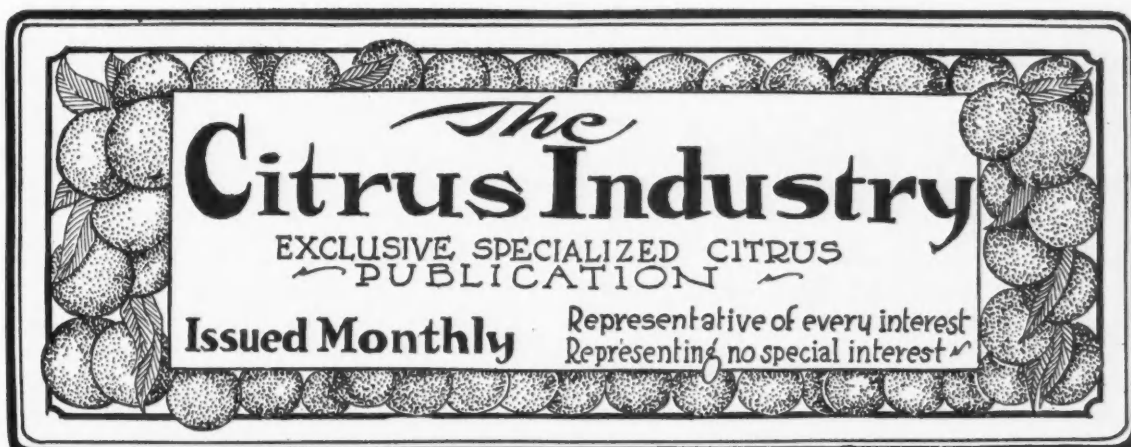 The
Citrus Industry
EXCLUSIVE SPECIALIZED CITRUS
PUBLICATION
Issued Monthly
Representative of every interest
Representing no special interest